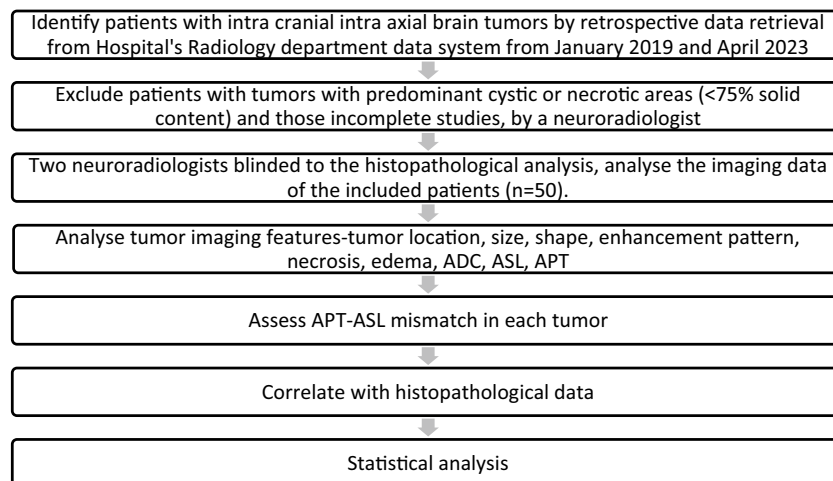 Identify patients with intra cranial intra axial brain tumors by retrospective data retrieval
from Hospital's Radiology department data system from January 2019 and April 2023
Exclude patients with tumors with predominant cystic or necrotic areas (<75% solid
content) and those incomplete studies, by a neuroradiologist
Two neuroradiologists blinded to the histopathological analysis, analyse the imaging data
of the included patients (n=50).
Analyse tumor imaging features-tumor location, size, shape, enhancement pattern,
necrosis, edema, ADC, ASL, APT
Assess APT-ASL mismatch in each tumor
Correlate with histopathological data
Statistical analysis